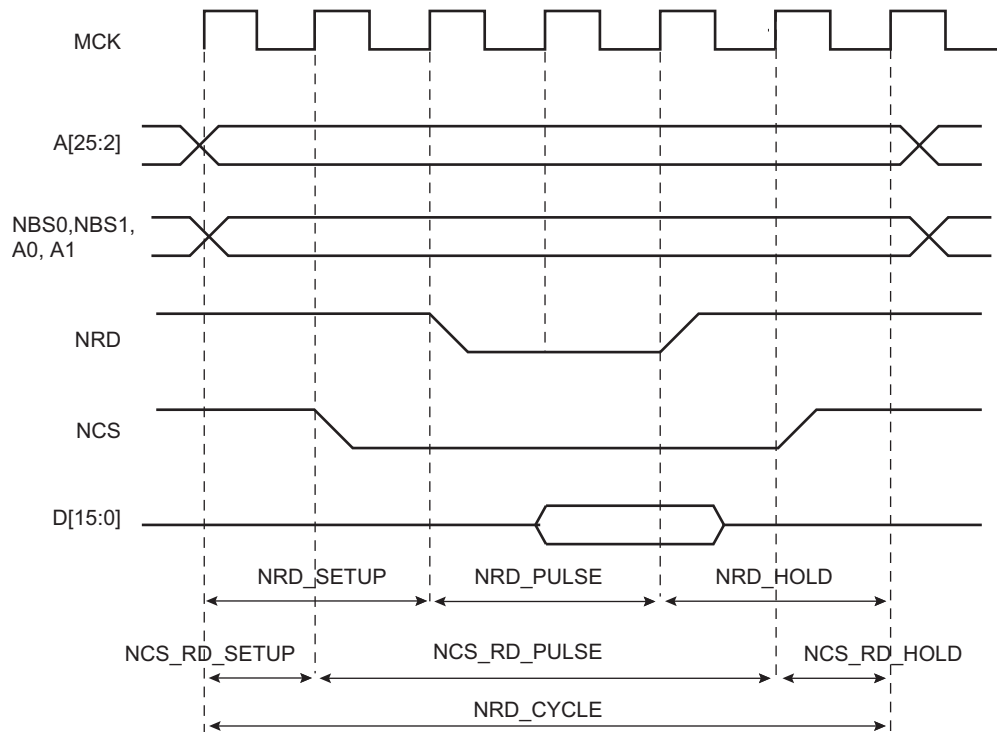 MCK
A[25:2]
NBS0,NBS1,
A0, A1
NRD
NCS
D[15:0]
NRD_SETUP NRD_PULSE NRD_HOLD
NCS_RD_SETUP NCS_RD_PULSE NCS_RD_HOLD
NRD_CYCLE